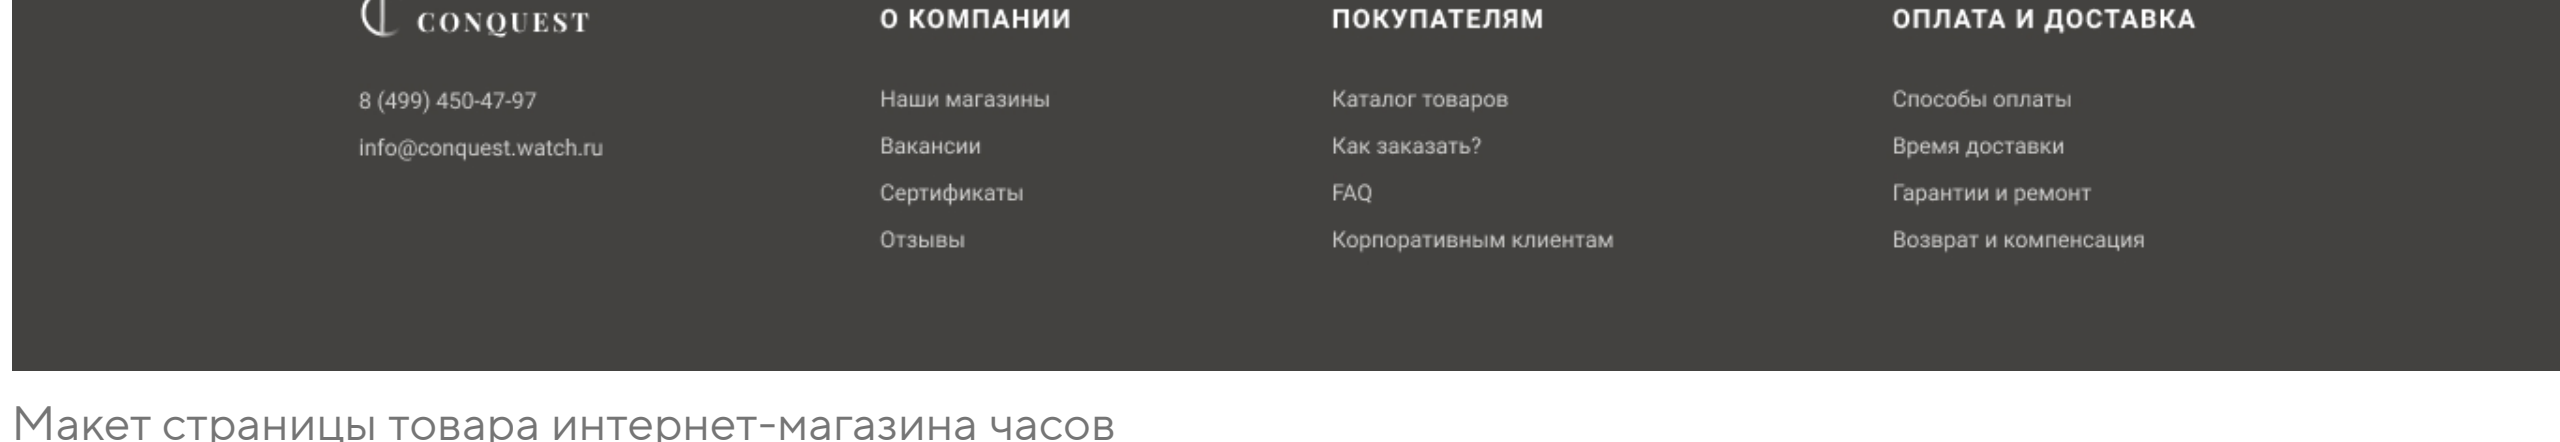 CONQUEST
8 (499) 450-47-97
info@conquest.watch.ru
О КОМПАНИИ
Наши магазины
Вакансии
Сертификаты
Отзывы
ПОКУПАТЕЛЯМ
Каталог товаров
Как заказать?
FAQ
Корпоративным клиентам
ОПЛАТА И ДОСТАВКА
Способы оплаты
Время доставки
Гарантии и ремонт
Возврат и компенсация
Макет страницы товара интернет-магазина часов